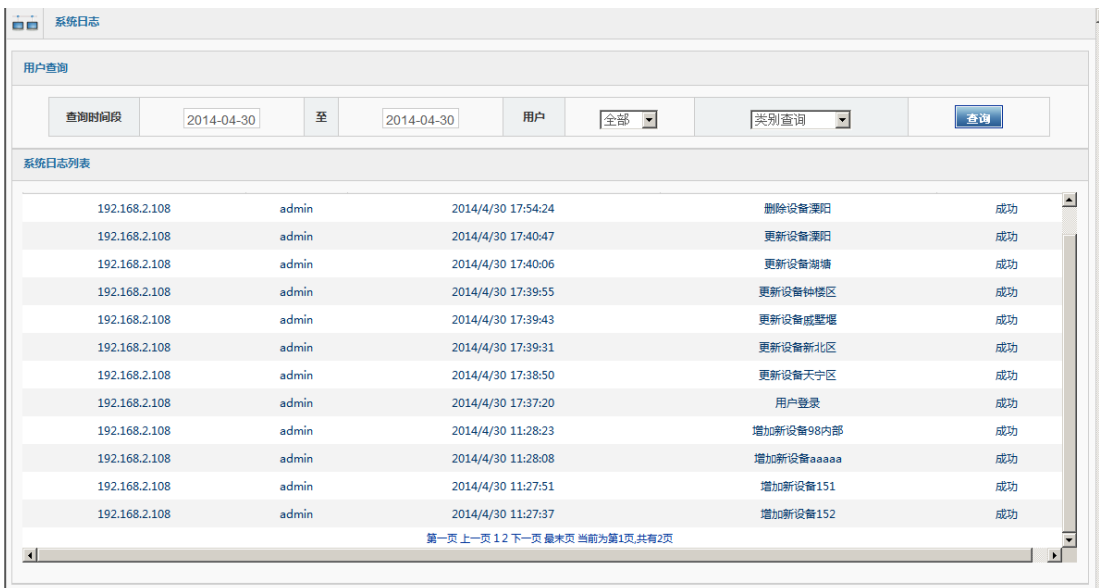 系统日志
用户查询
查询时间段 2014-04-30 至 2014-04-30 用户 全部 类别查询 查询
系统日志列表
192.168.2.108 admin 2014/4/30 17:54:24 删除设备溧阳 成功
192.168.2.108 admin 2014/4/30 17:40:47 更新设备溧阳 成功
192.168.2.108 admin 2014/4/30 17:40:06 更新设备湖塘 成功
192.168.2.108 admin 2014/4/30 17:39:55 更新设备钟楼区 成功
192.168.2.108 admin 2014/4/30 17:39:43 更新设备戚墅堰 成功
192.168.2.108 admin 2014/4/30 17:39:31 更新设备新北区 成功
192.168.2.108 admin 2014/4/30 17:38:50 更新设备天宁区 成功
192.168.2.108 admin 2014/4/30 17:37:20 用户登录 成功
192.168.2.108 admin 2014/4/30 11:28:23 增加新设备98内部 成功
192.168.2.108 admin 2014/4/30 11:28:08 增加新设备aaaaa 成功
192.168.2.108 admin 2014/4/30 11:27:51 增加新设备151 成功
192.168.2.108 admin 2014/4/30 11:27:37 增加新设备152 成功
第一页 上一页 1 2 下一页 最末页 当前为第1页,共有2页